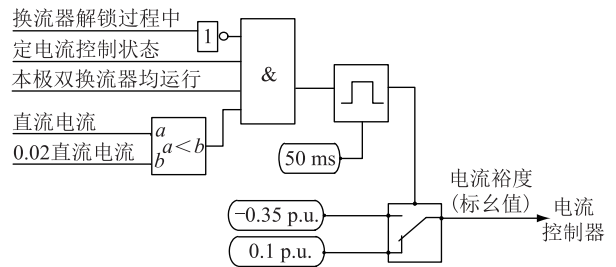 换流器解锁过程中
1
定电流控制状态
本极双换流器均运行
&
直流电流
a
a<b
0.02直流电流
b
50 ms
电流裕度
(标幺值)
−0.35 p.u.
0.1 p.u.
电流
控制器